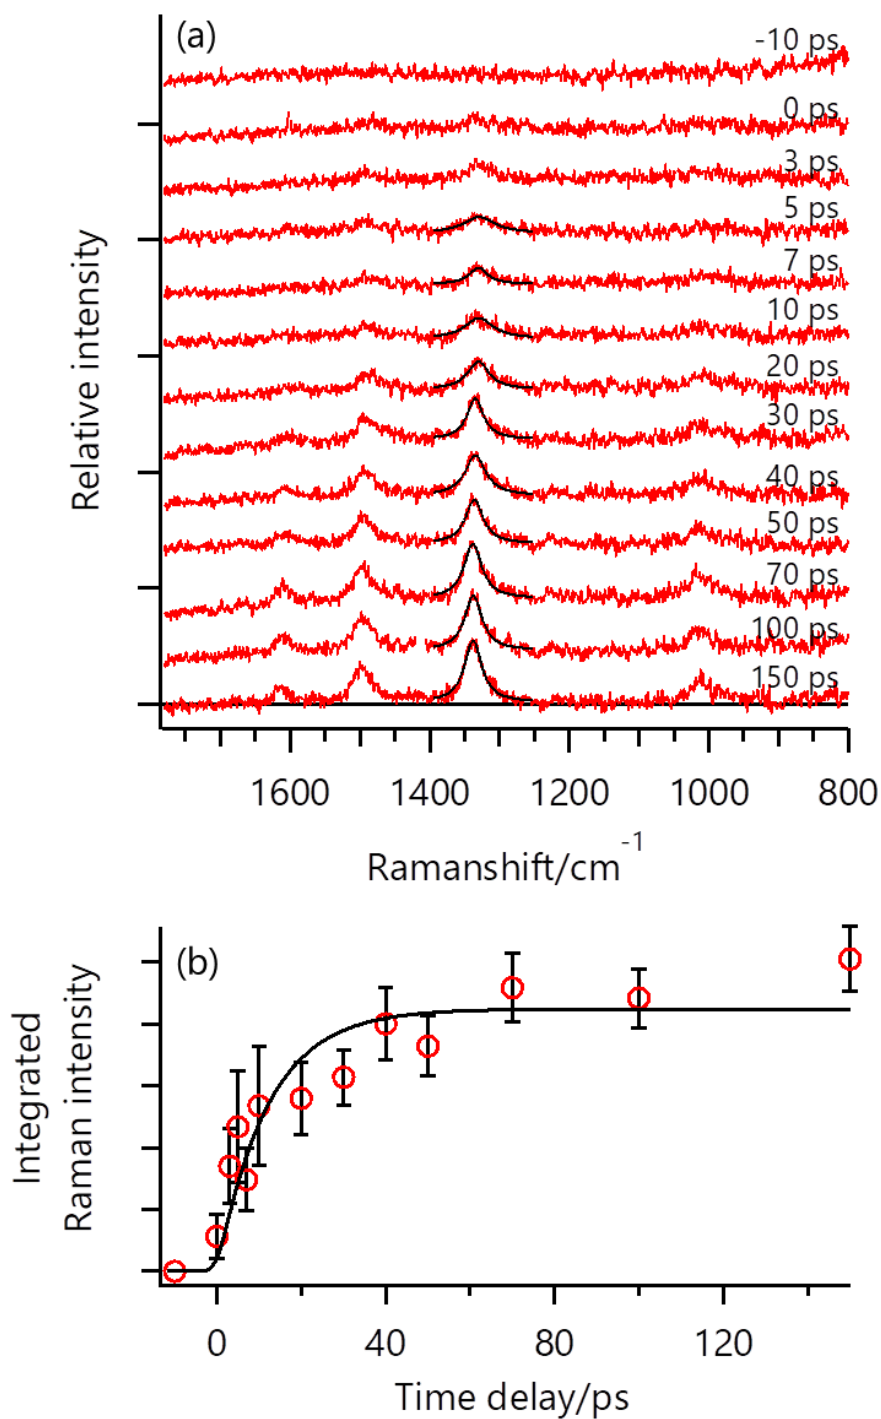 (a)
-10 ps
0 ps
3 ps
5 ps
7 ps
10 ps
20 ps
30 ps
40 ps
50 ps
70 ps
100 ps
150 ps
Relative intensity
1600 1400 1200 1000 800
Ramanshift/cm⁻¹
(b)
Integrated
Raman intensity
0 40 80 120
Time delay/ps